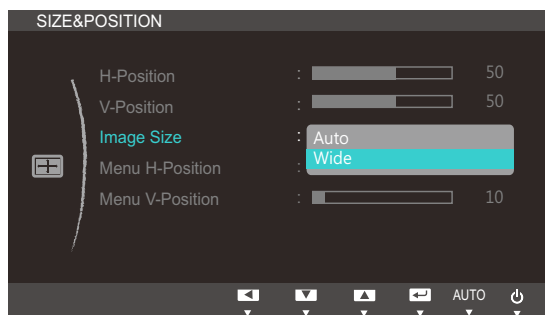 SIZE&POSITION
H-Position : 50
V-Position : 50
Image Size : Auto
Wide
Menu H-Position :
Menu V-Position : 10
AUTO